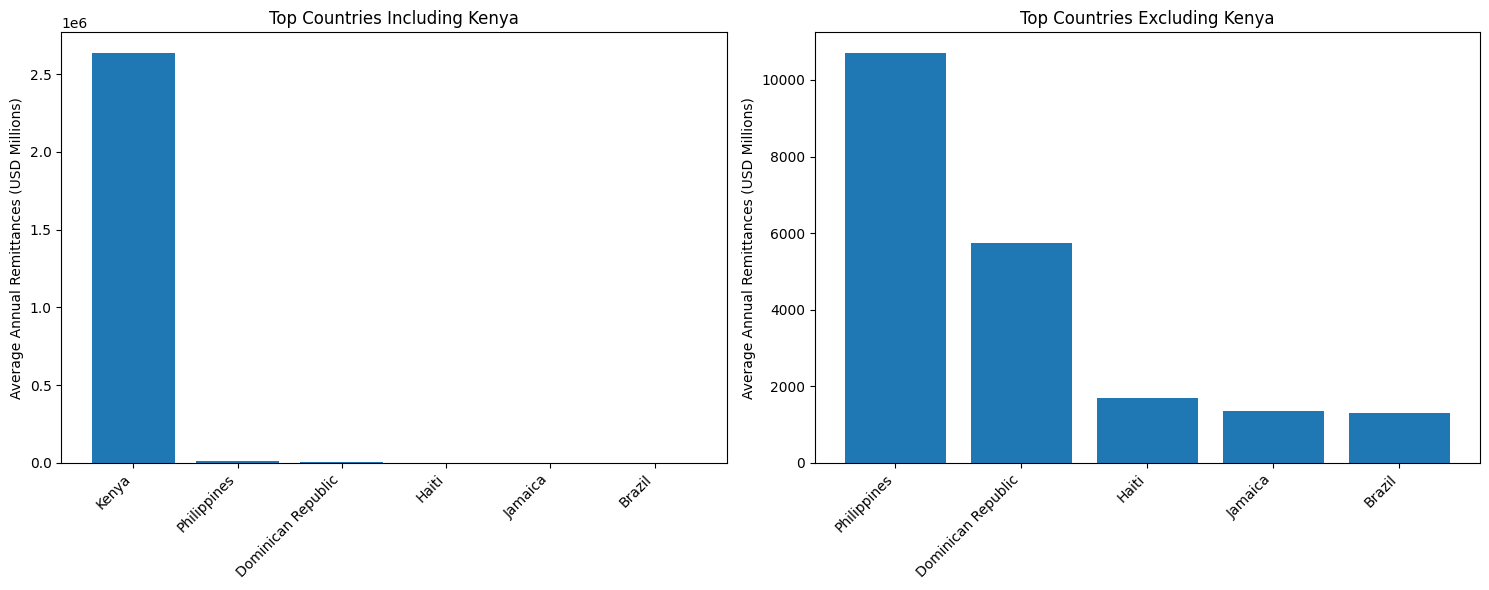 Top Countries Including Kenya
1e6
Average Annual Remittances (USD Millions)
2.5
2.0
1.5
1.0
0.5
0.0
Kenya
Philippines
Dominican Republic
Haiti
Jamaica
Brazil
Top Countries Excluding Kenya
Average Annual Remittances (USD Millions)
10000
8000
6000
4000
2000
0
Philippines
Dominican Republic
Haiti
Jamaica
Brazil